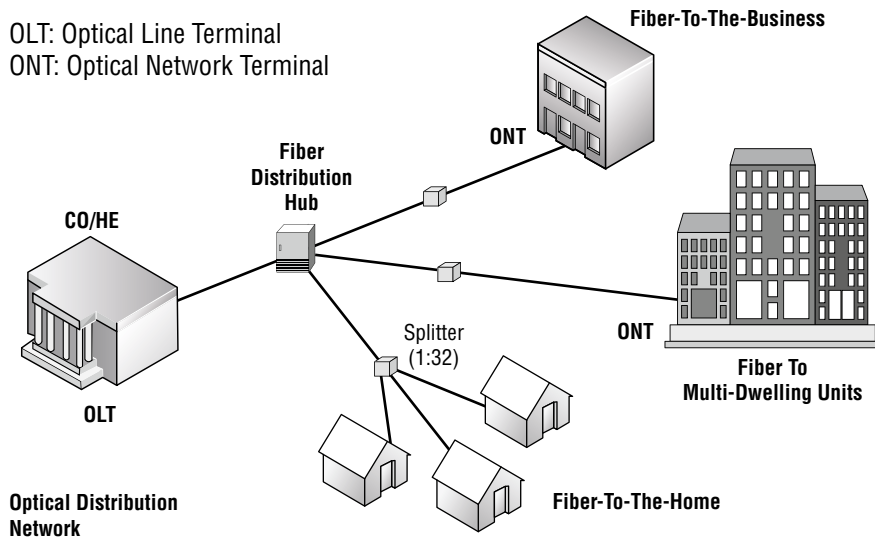 OLT: Optical Line Terminal
ONT: Optical Network Terminal
Fiber-To-The-Business
ONT
Fiber
Distribution
Hub
CO/HE
OLT
Splitter
(1:32)
ONT
Fiber To
Multi-Dwelling Units
Fiber-To-The-Home
Optical Distribution
Network